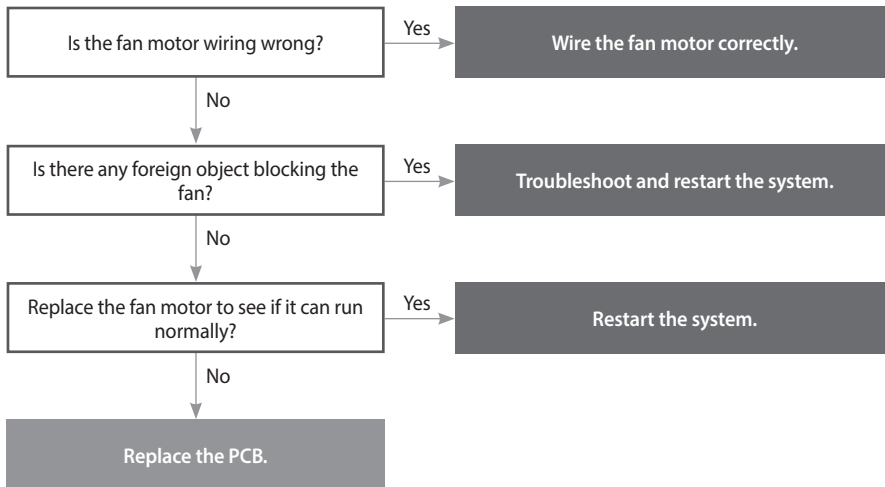 Is the fan motor wiring wrong?
Yes
Wire the fan motor correctly.
No
Is there any foreign object blocking the
fan?
Yes
Troubleshoot and restart the system.
No
Replace the fan motor to see if it can run
normally?
Yes
Restart the system.
No
Replace the PCB.